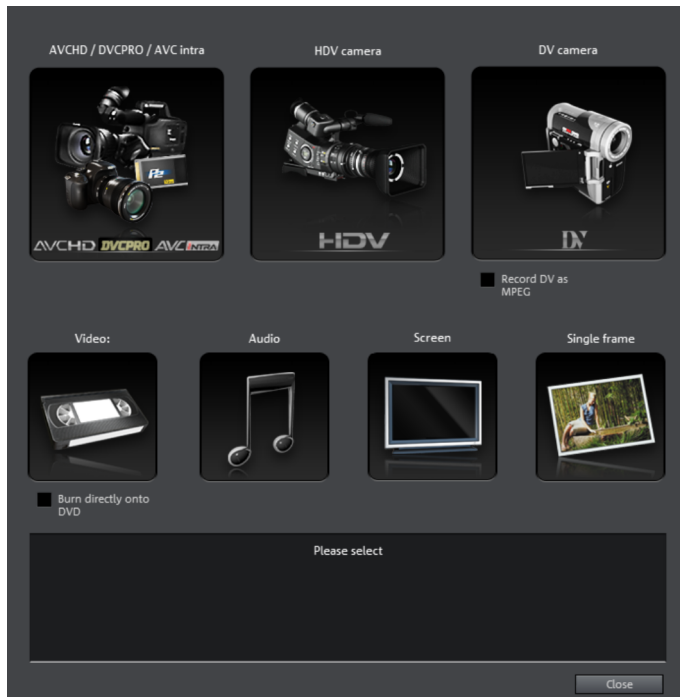 AVCHD / DVCPRO / AVC intra
HDV camera
DV camera
AVCHD DVCPRO AVC INTRA
HDV
DV
P2
Record DV as
MPEG
Video:
Audio
Screen
Single frame
Burn directly onto
DVD
Please select
Close